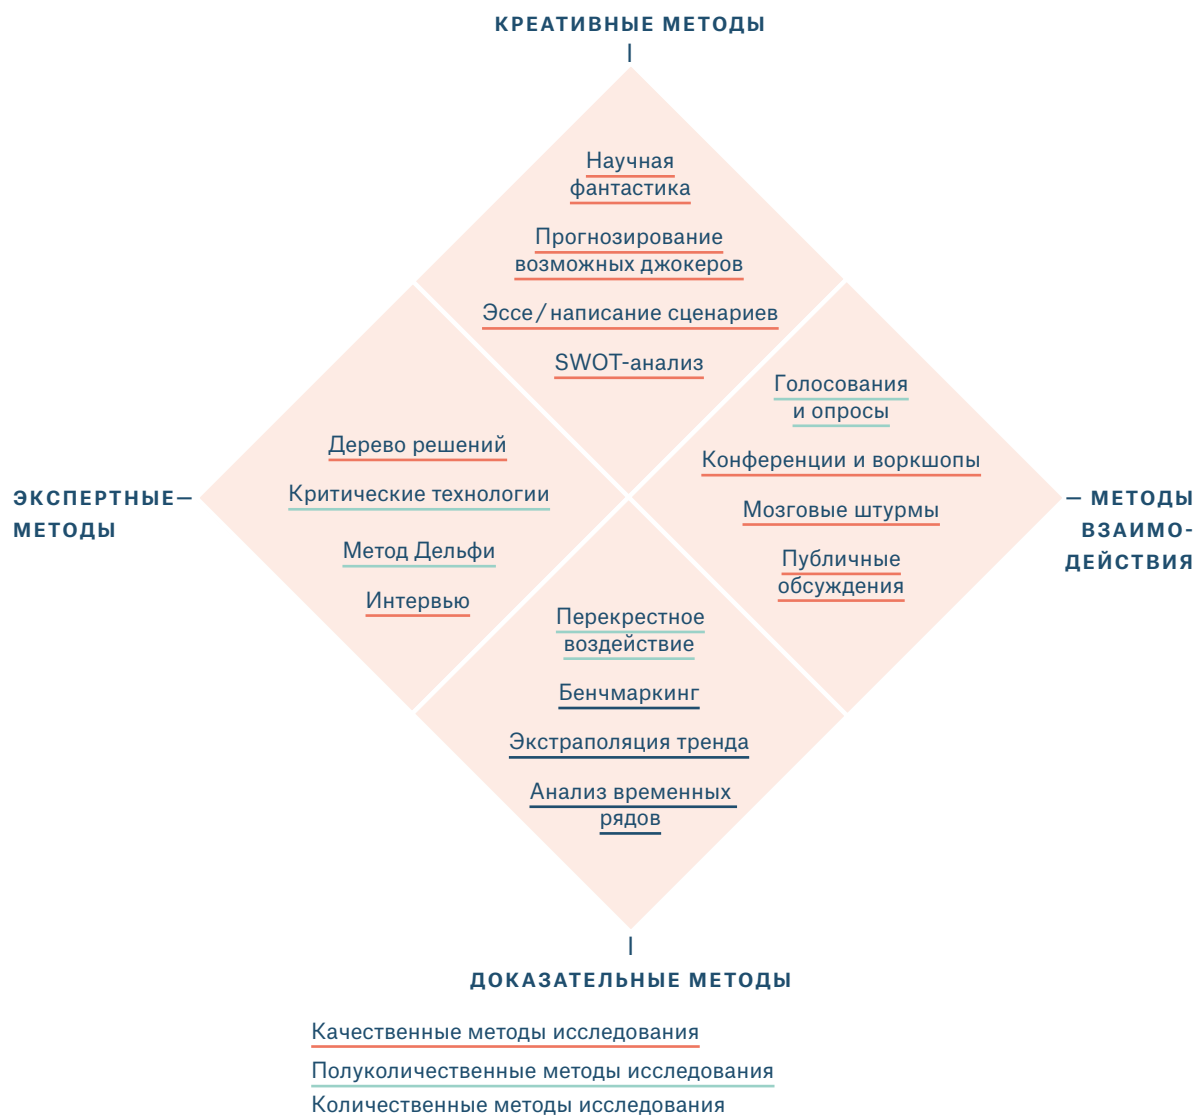 КРЕАТИВНЫЕ МЕТОДЫ
Научная
фантастика
Прогнозирование
возможных джокеров
Эссе / написание сценариев
SWOT-анализ
Голосования
и опросы
Конференции и воркшопы
Мозговые штурмы
Публичные
обсуждения
— МЕТОДЫ
ВЗАИМО-
ДЕЙСТВИЯ
Дерево решений
Критические технологии
Метод Дельфи
Интервью
ЭКСПЕРТНЫЕ—
МЕТОДЫ
Перекрестное
воздействие
Бенчмаркинг
Экстраполяция тренда
Анализ временных
рядов
ДОКАЗАТЕЛЬНЫЕ МЕТОДЫ
Качественные методы исследования
Полуколичественные методы исследования
Количественные методы исследования